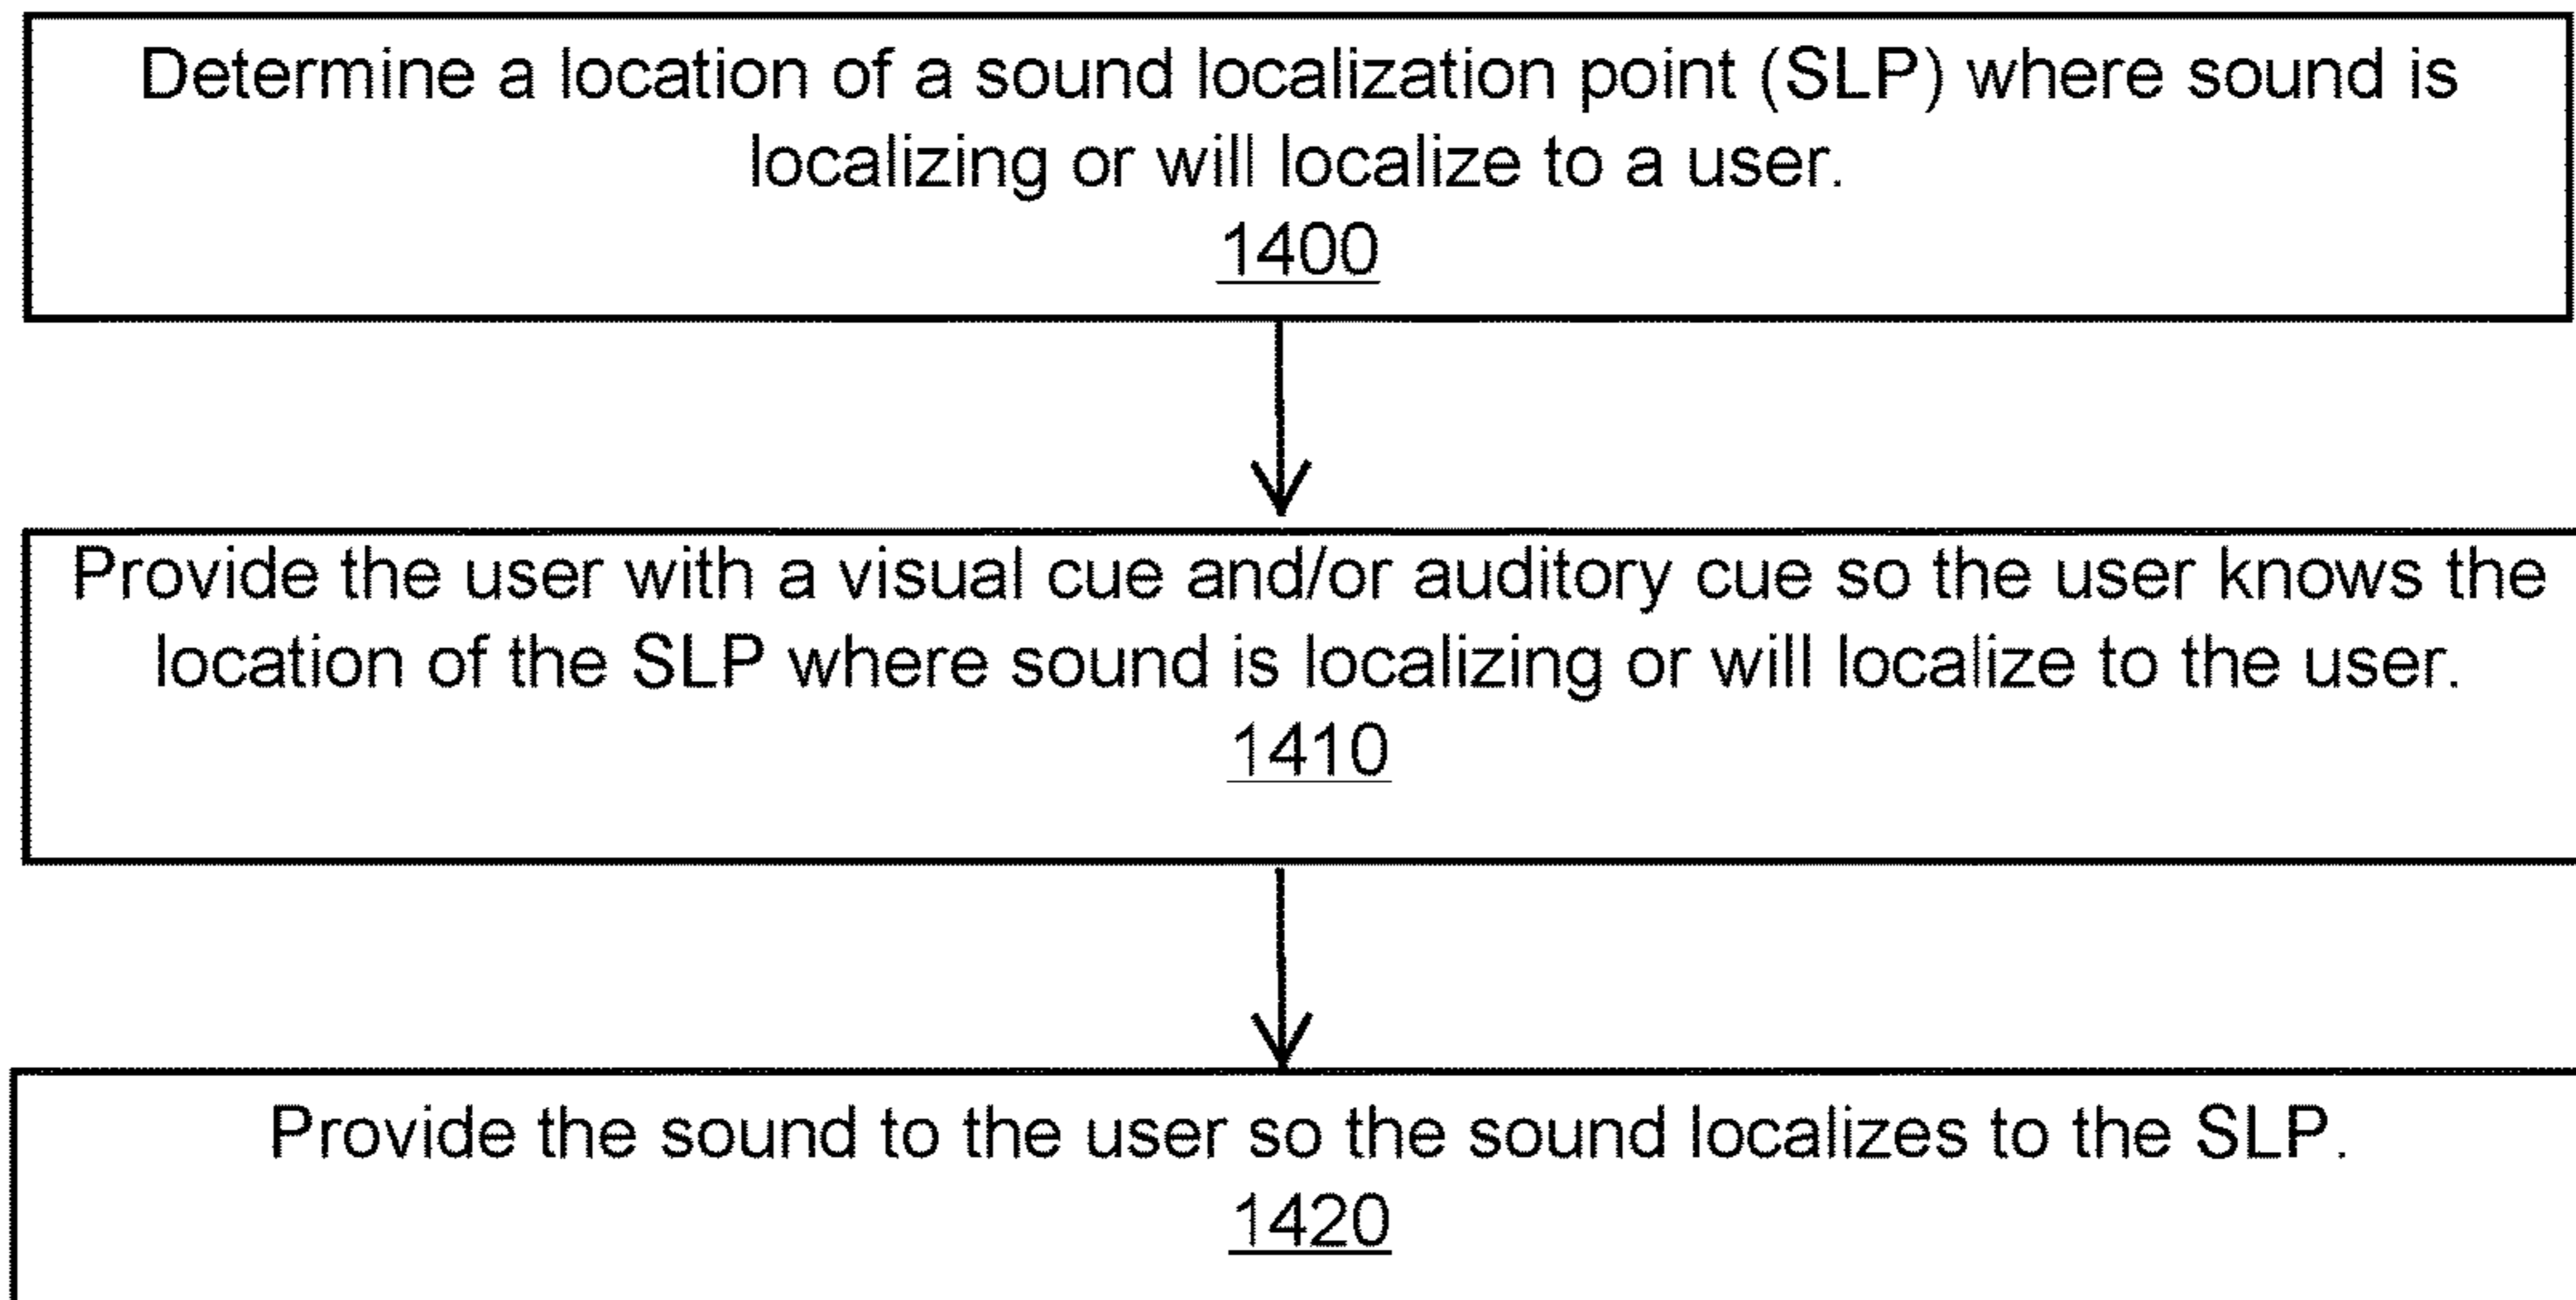 Determine a location of a sound localization point (SLP) where sound is
localizing or will localize to a user.
1400
Provide the user with a visual cue and/or auditory cue so the user knows the
location of the SLP where sound is localizing or will localize to the user.
1410
Provide the sound to the user so the sound localizes to the SLP.
1420